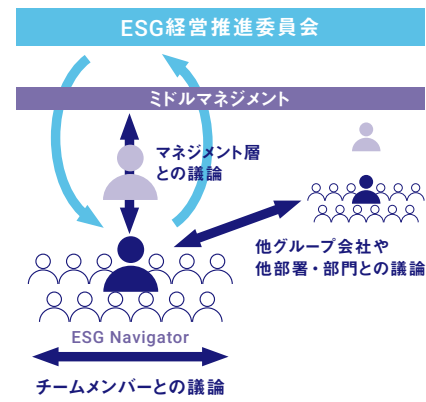 ESG経営推進委員会
ミドルマネジメント
マネジメント層
との議論
他グループ会社や
他部署・部門との議論
ESG Navigator
チームメンバーとの議論